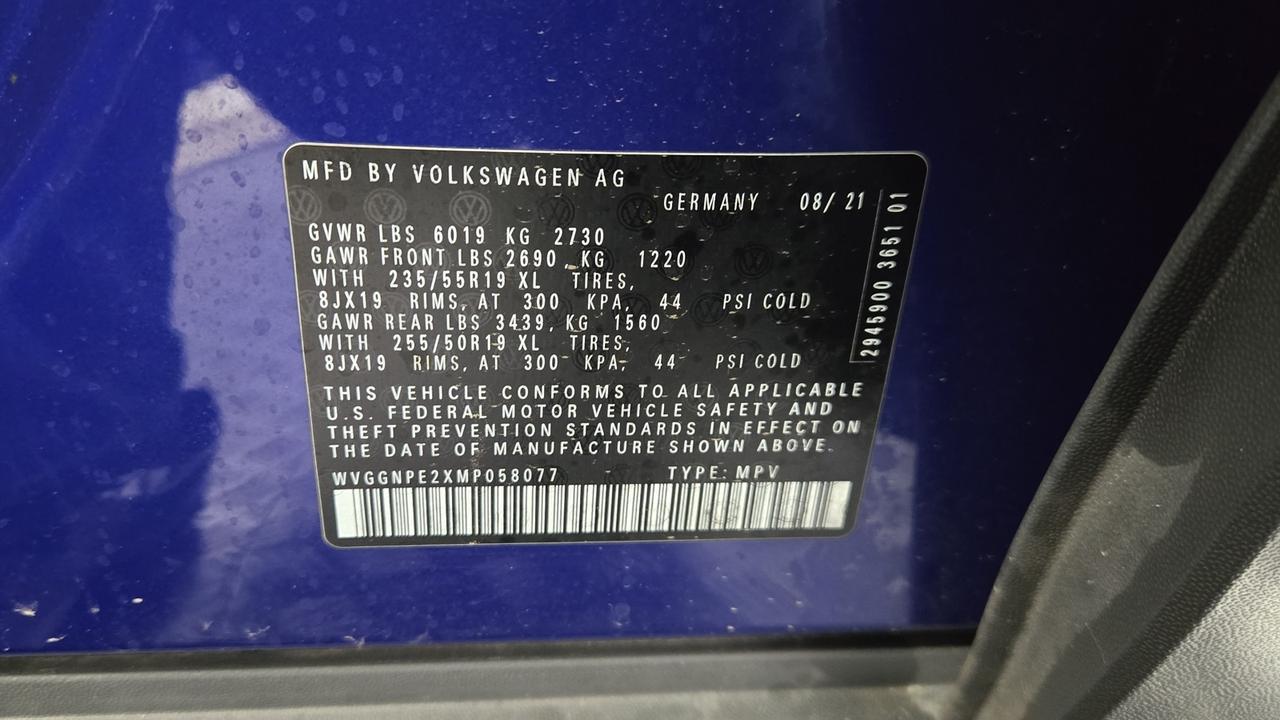 MFD BY VOLKSWAGEN AG
GERMANY 08/ 21
GVWR LBS 6019 KG 2730
GAWR FRONT LBS 2690 KG 1220
WITH 235/55R19 XL TIRES,
8JX19 RIMS, AT 300 KPA, 44 PSI COLD
GAWR REAR LBS 3439, KG 1560
WITH 255/50R19 XL TIRES,
8JX19 RIMS, AT 300 KPA, 44 PSI COLD
THIS VEHICLE CONFORMS TO ALL APPLICABLE
U.S. FEDERAL MOTOR VEHICLE SAFETY AND
THEFT PREVENTION STANDARDS IN EFFECT ON
THE DATE OF MANUFACTURE SHOWN ABOVE.
WVGGNPE2XMP058077 TYPE: MPV
2945900 3651 01